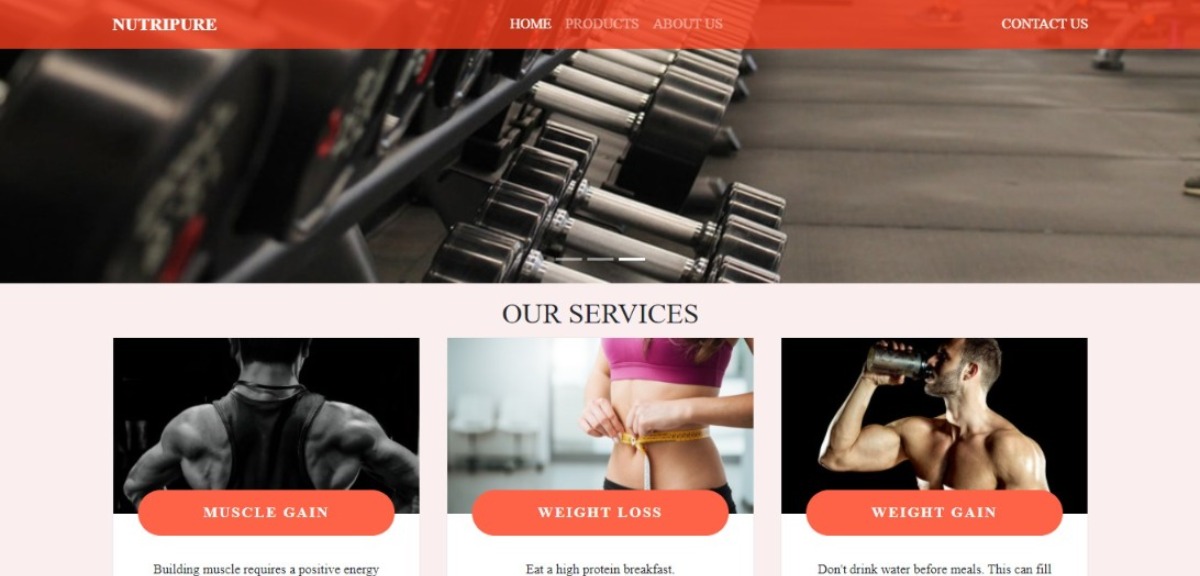 NUTRIPURE
HOME PRODUCTS ABOUT US
CONTACT US
OUR SERVICES
MUSCLE GAIN
WEIGHT LOSS
WEIGHT GAIN
Building muscle requires a positive energy
Eat a high protein breakfast.
Don't drink water before meals. This can fill